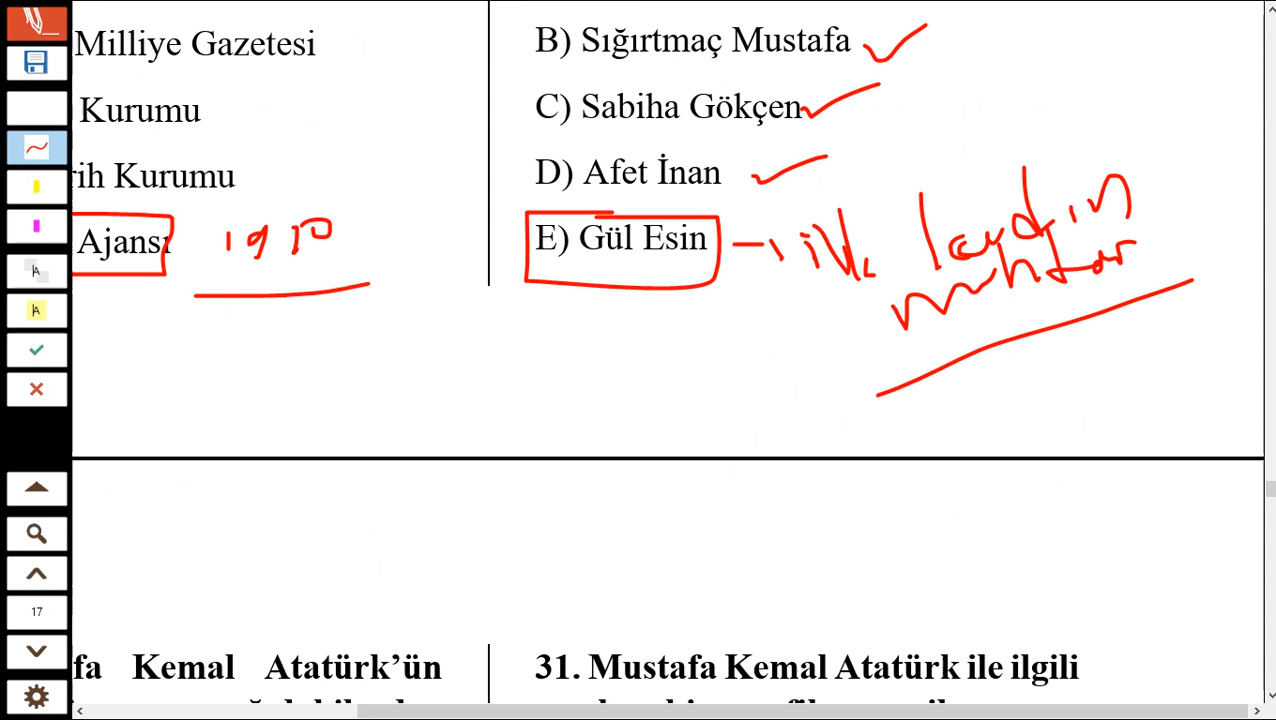 Milliye Gazetesi
Kurumu
rih Kurumu
Ajansı
B) Sığırtmaç Mustafa
C) Sabiha Gökçen
D) Afet İnan
E) Gül Esin
ilk kadın
muhtar
fa Kemal Atatürk’ün
31. Mustafa Kemal Atatürk ile ilgili
17